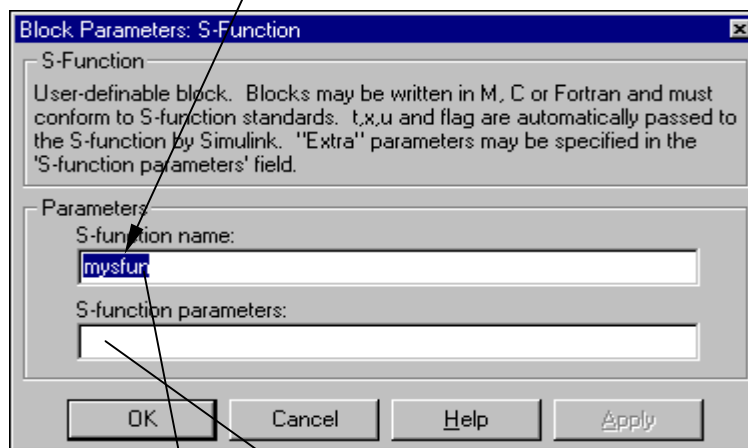 Block Parameters: S-Function
S-Function
User-definable block.  Blocks may be written in M, C or Fortran and must
conform to S-function standards.  t,x,u and flag are automatically passed to
the S-function by Simulink.  "Extra" parameters may be specified in the
'S-function parameters' field.
Parameters
S-function name:
mysfun
S-function parameters:
OK
Cancel
Help
Apply